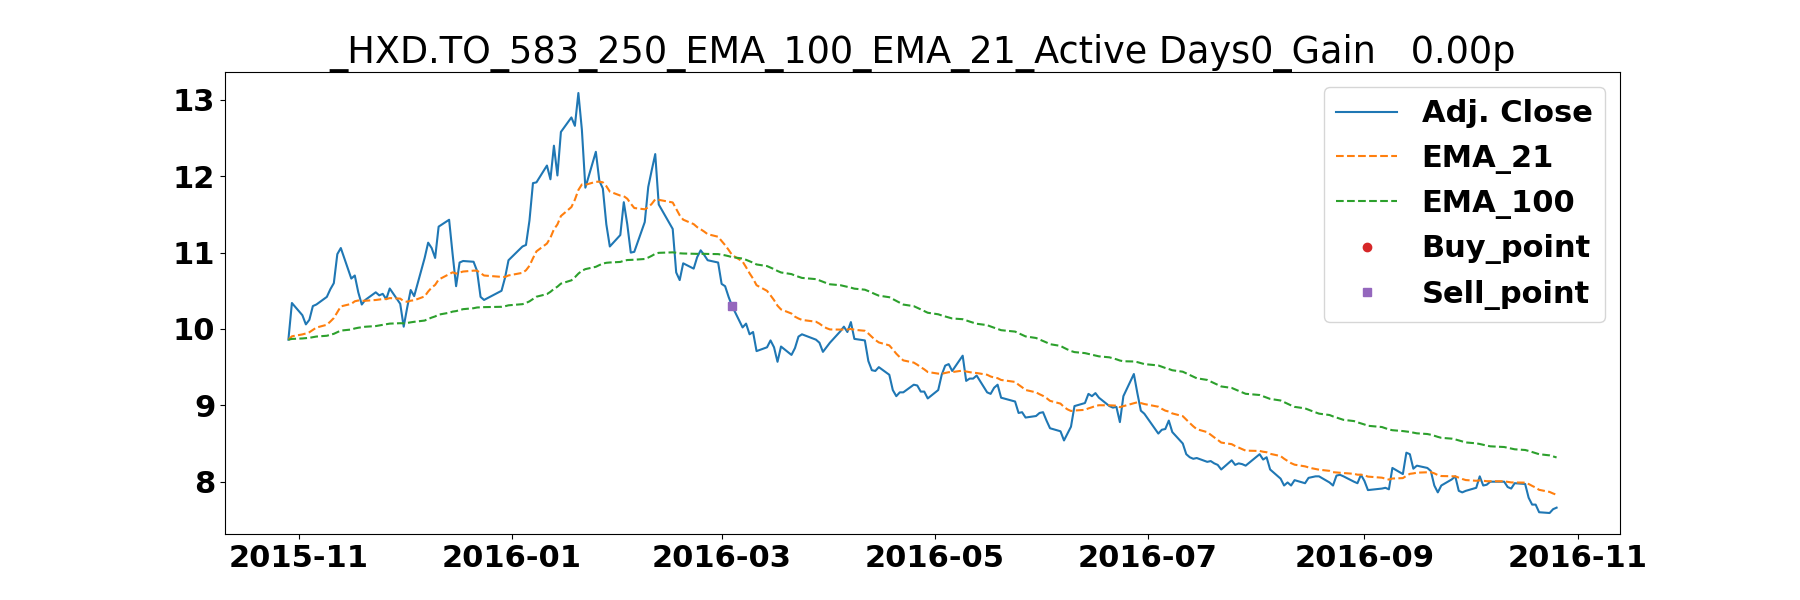 _HXD.TO_583_250_EMA_100_EMA_21_Active Days0_Gain   0.00p
13
12
11
10
9
8
Adj. Close
EMA_21
EMA_100
Buy_point
Sell_point
2015-11 2016-01 2016-03 2016-05 2016-07 2016-09 2016-11